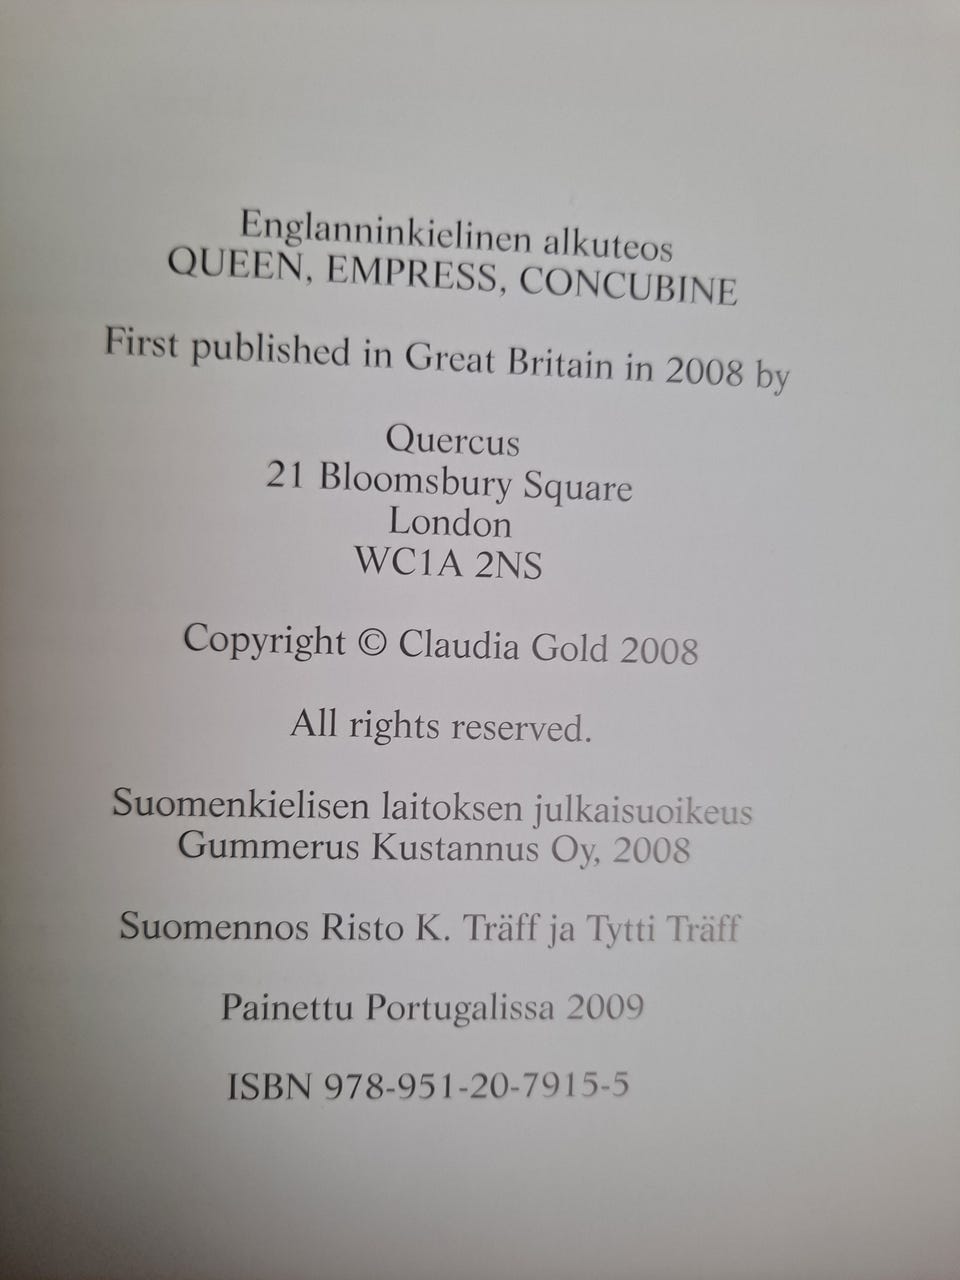 Englanninkielinen alkuteos
QUEEN, EMPRESS, CONCUBINE
First published in Great Britain in 2008 by
Quercus
21 Bloomsbury Square
London
WC1A 2NS
Copyright © Claudia Gold 2008
All rights reserved.
Suomenkielisen laitoksen julkaisuoikeus
Gummerus Kustannus Oy, 2008
Suomennos Risto K. Träff ja Tytti Träff
Painettu Portugalissa 2009
ISBN 978-951-20-7915-5